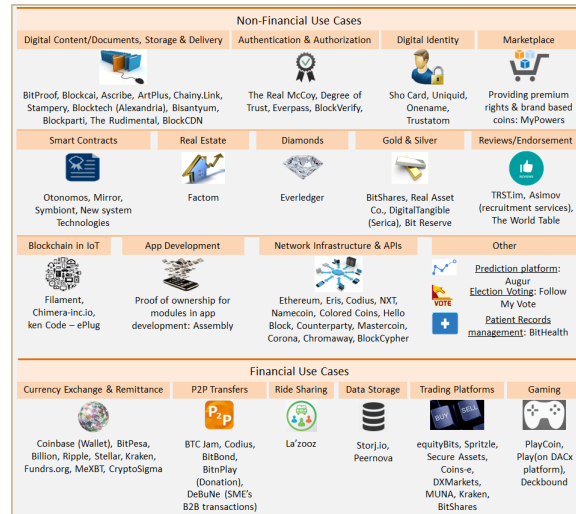 Non-Financial Use Cases
Digital Content/Documents, Storage & Delivery
Authentication & Authorization
Digital Identity
Marketplace
BitProof, Blockcai, Ascribe, ArtPlus, Chainy.Link,
Stampery, Blocktech (Alexandria), Bisantyum,
Blockparti, The Rudimental, BlockCDN
The Real McCoy, Degree of
Trust, Everpass, BlockVerify,
Sho Card, Uniquid,
Onename,
Trustatom
Providing premium
rights & brand based
coins: MyPowers
Smart Contracts
Real Estate
Diamonds
Gold & Silver
Reviews/Endorsement
REVIEWS
Otonomos, Mirror,
Symbiont, New system
Technologies
Factom
Everledger
BitShares, Real Asset
Co., DigitalTangible
(Serica), Bit Reserve
TRST.im, Asimov
(recruitment services),
The World Table
Blockchain in IoT
App Development
Network Infrastructure & APIs
Other
Filament,
Chimera-inc.io,
ken Code – ePlug
Proof of ownership for
modules in app
development: Assembly
Ethereum, Eris, Codius, NXT,
Namecoin, Colored Coins, Hello
Block, Counterparty, Mastercoin,
Corona, Chromaway, BlockCypher
Prediction platform:
Augur
VOTE
Election Voting: Follow
My Vote
Patient Records
management: BitHealth
Financial Use Cases
Currency Exchange & Remittance
P2P Transfers
Ride Sharing
Data Storage
Trading Platforms
Gaming
P2P
BUY SELL
Coinbase (Wallet), BitPesa,
Billion, Ripple, Stellar, Kraken,
Fundrs.org, MeXBT, CryptoSigma
BTC Jam, Codius,
BitBond,
BitnPlay
(Donation),
DeBuNe (SME's
B2B transactions)
La'zooz
Storj.io,
Peernova
equityBits, Spritzle,
Secure Assets,
Coins-e,
DXMarkets,
MUNA, Kraken,
BitShares
PlayCoin,
Play(on DACx
platform),
Deckbound